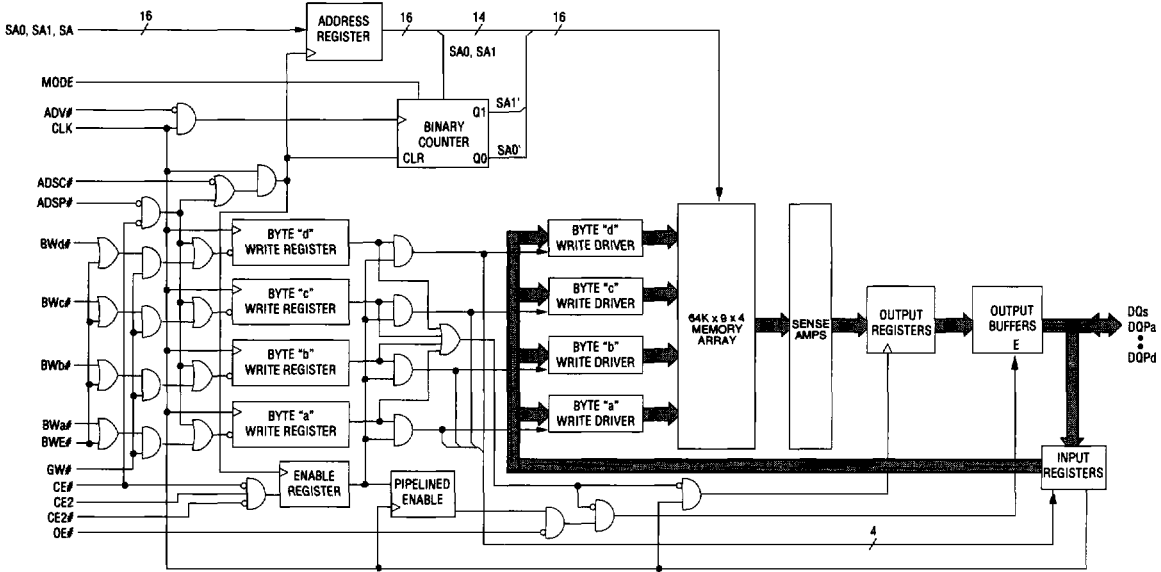 16
SA0, SA1, SA
ADDRESS
REGISTER
16
14
16
SA0, SA1
MODE
ADV#
CLK
BINARY
COUNTER
CLR
Q1
Q0
SA1'
SA0'
ADSC#
ADSP#
BWd#
BWc#
BWb#
BWa#
BWE#
GW#
CE#
CE2
CE2#
OE#
BYTE "d"
WRITE REGISTER
BYTE "c"
WRITE REGISTER
BYTE "b"
WRITE REGISTER
BYTE "a"
WRITE REGISTER
ENABLE
REGISTER
PIPELINED
ENABLE
BYTE "d"
WRITE DRIVER
BYTE "c"
WRITE DRIVER
BYTE "b"
WRITE DRIVER
BYTE "a"
WRITE DRIVER
64K x 9 x 4
MEMORY
ARRAY
SENSE
AMPS
OUTPUT
REGISTERS
OUTPUT
BUFFERS
E
DQs
DQPa
DQPd
INPUT
REGISTERS
4